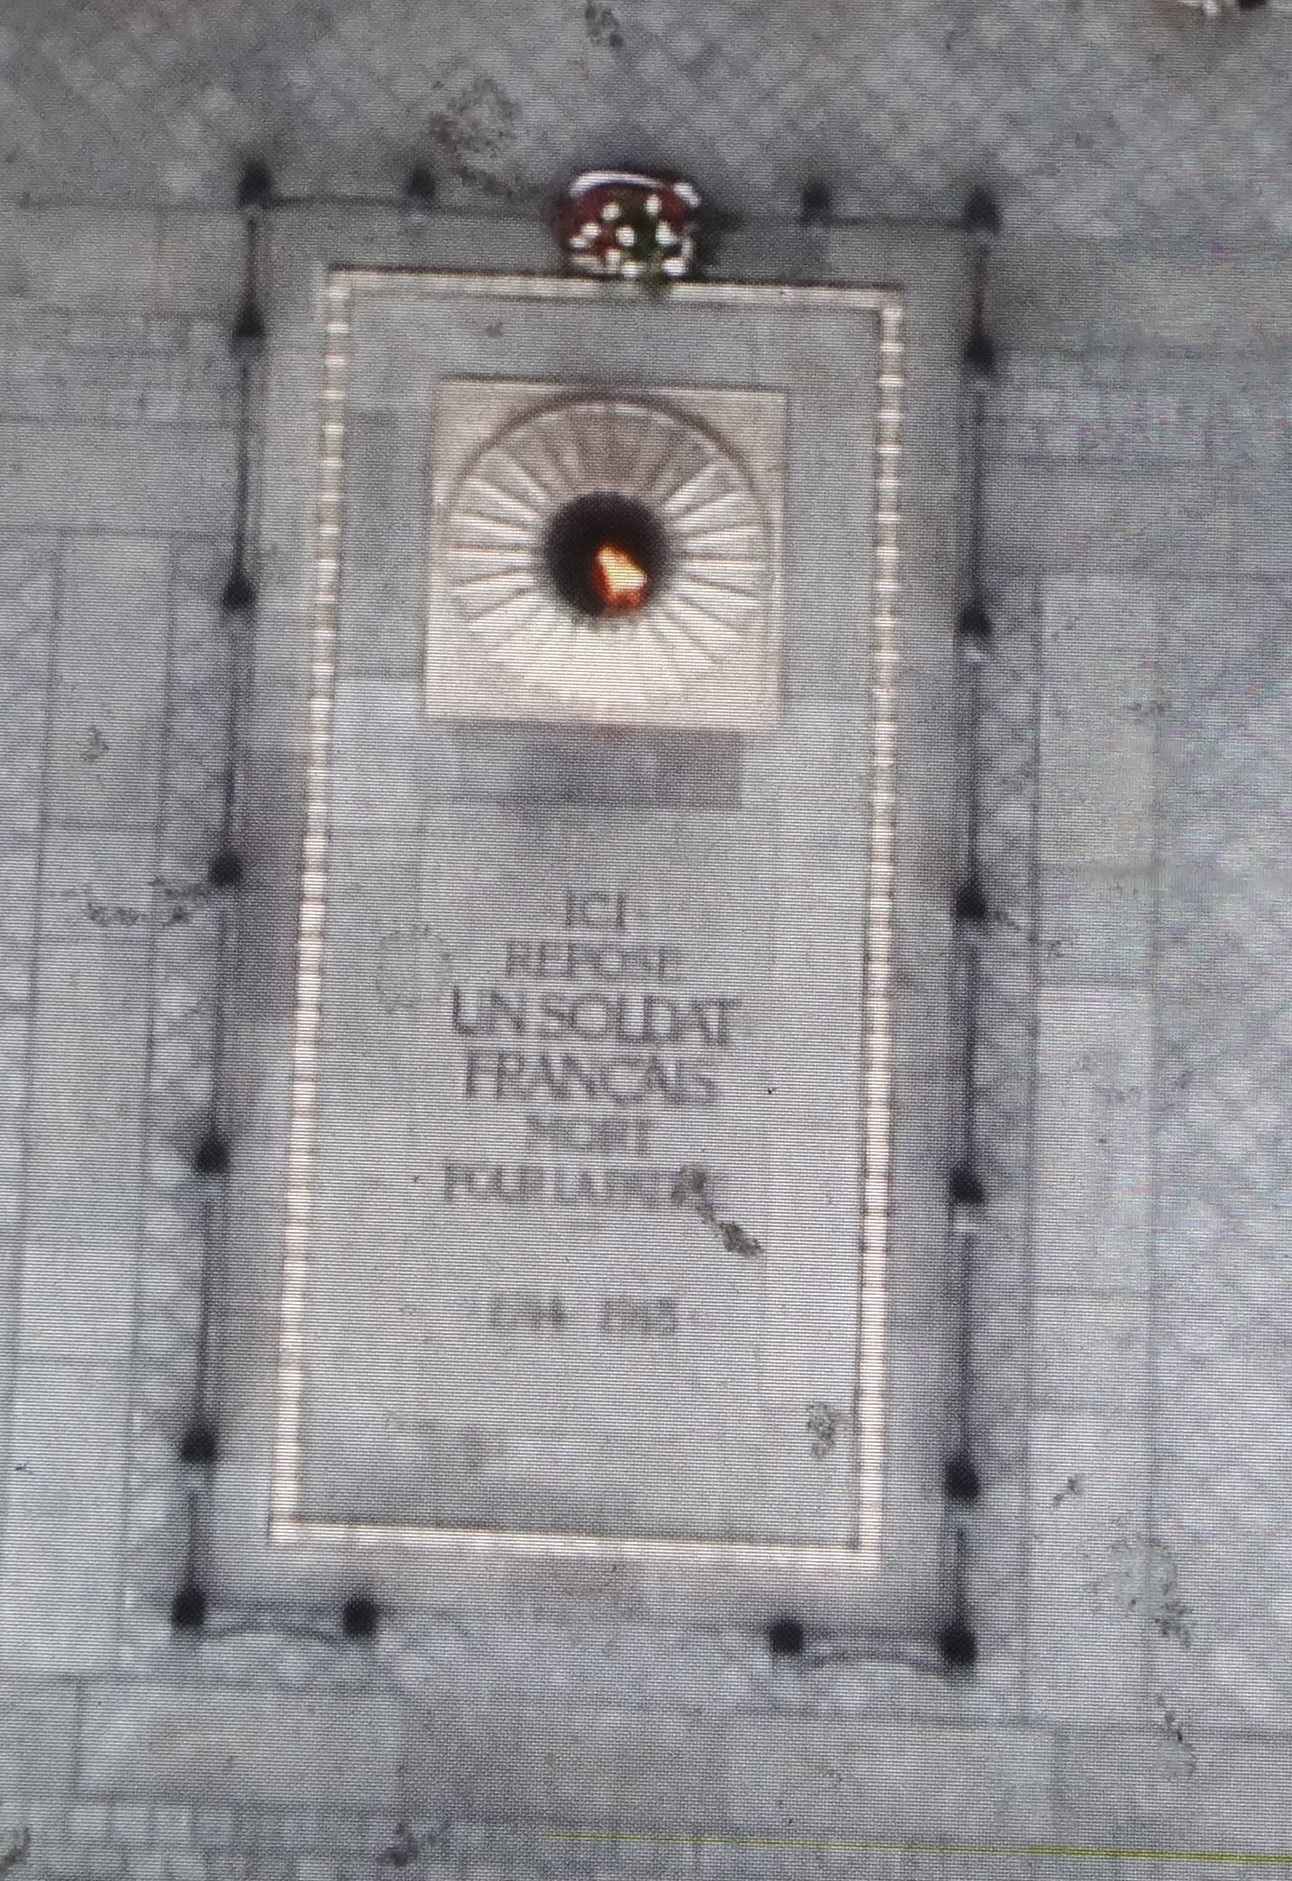 ICI
REPOSE
UN SOLDAT
FRANÇAIS
MORT
POUR LA PATRIE
1914 1918